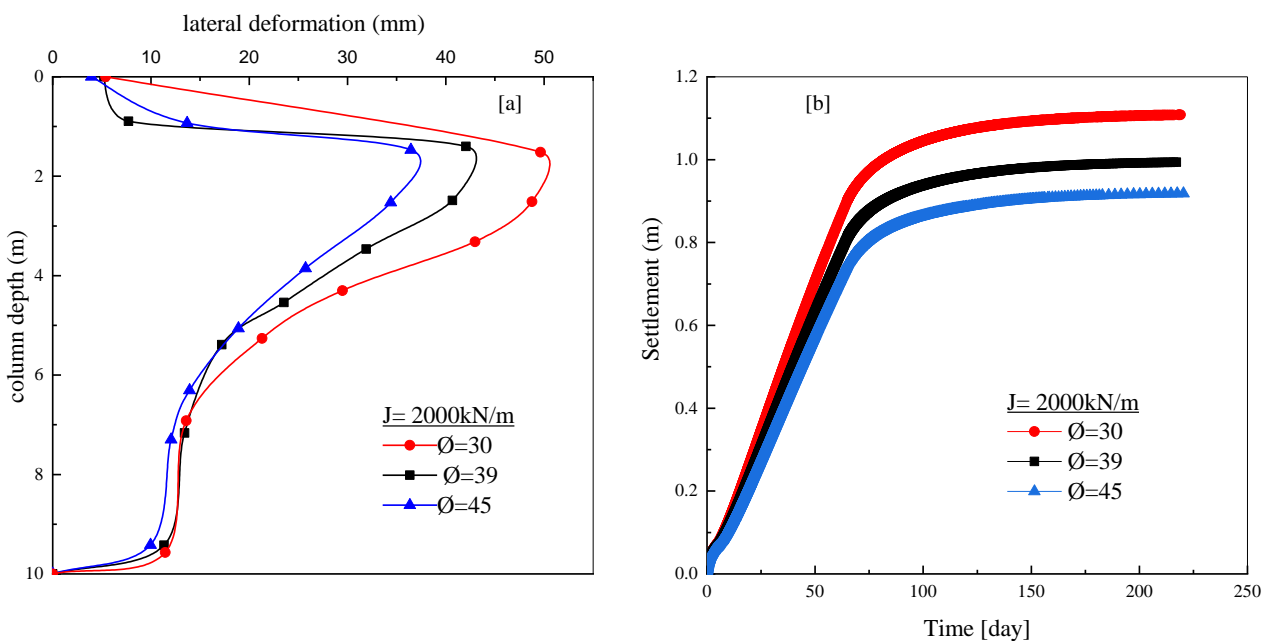 lateral deformation (mm)
0 10 20 30 40 50
0
2
4
6
8
10
column depth (m)
[a]
J= 2000kN/m
Ø=30
Ø=39
Ø=45
1.2
1.0
0.8
0.6
0.4
0.2
0.0
Settlement (m)
[b]
J= 2000kN/m
Ø=30
Ø=39
Ø=45
0 50 100 150 200 250
Time [day]